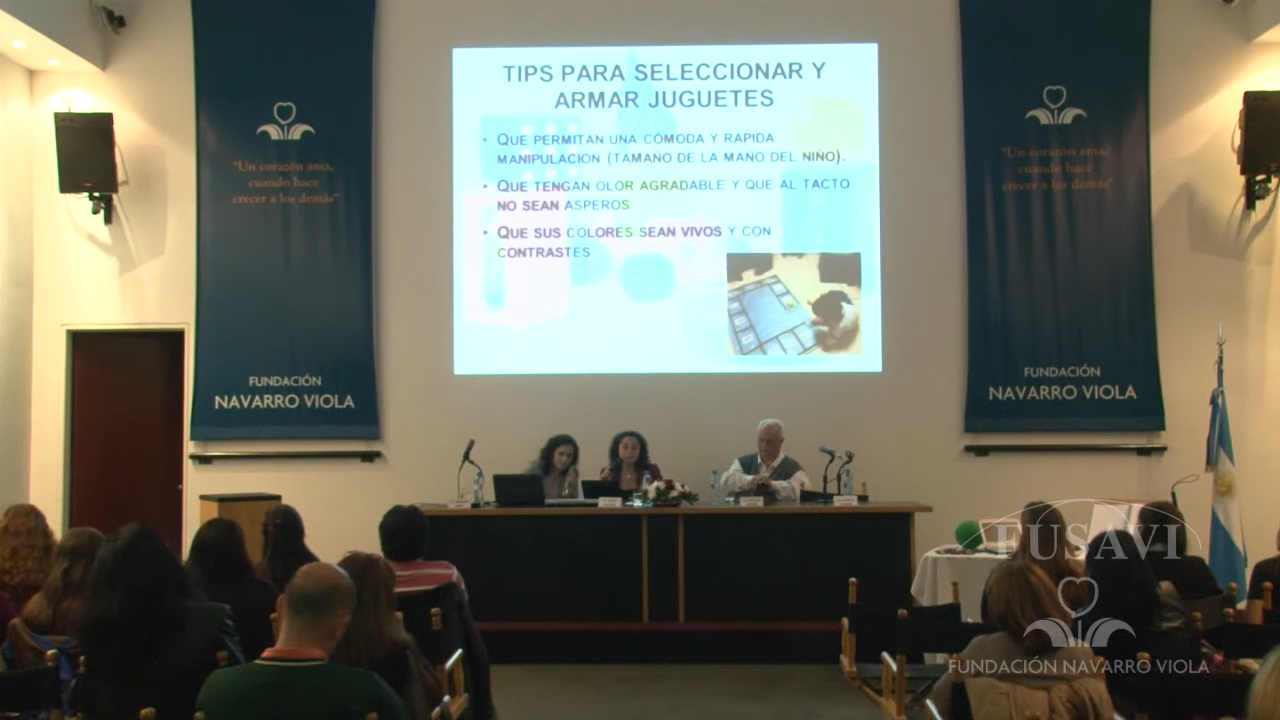 TIPS PARA SELECCIONAR Y
ARMAR JUGUETES
• QUE PERMITAN UNA CÓMODA Y RAPIDA
MANIPULACIÓN (TAMAÑO DE LA MANO DEL NIÑO).
• QUE TENGAN OLOR AGRADABLE Y QUE AL TACTO
NO SEAN ÁSPEROS
• QUE SUS COLORES SEAN VIVOS Y CON
CONTRASTES
"Un corazón ama,
cuando hace
crecer a los demás"
FUNDACIÓN
NAVARRO VIOLA
"Un corazón ama,
cuando hace
crecer a los demás"
FUNDACIÓN
NAVARRO VIOLA
FUSAVI
FUNDACIÓN NAVARRO VIOLA